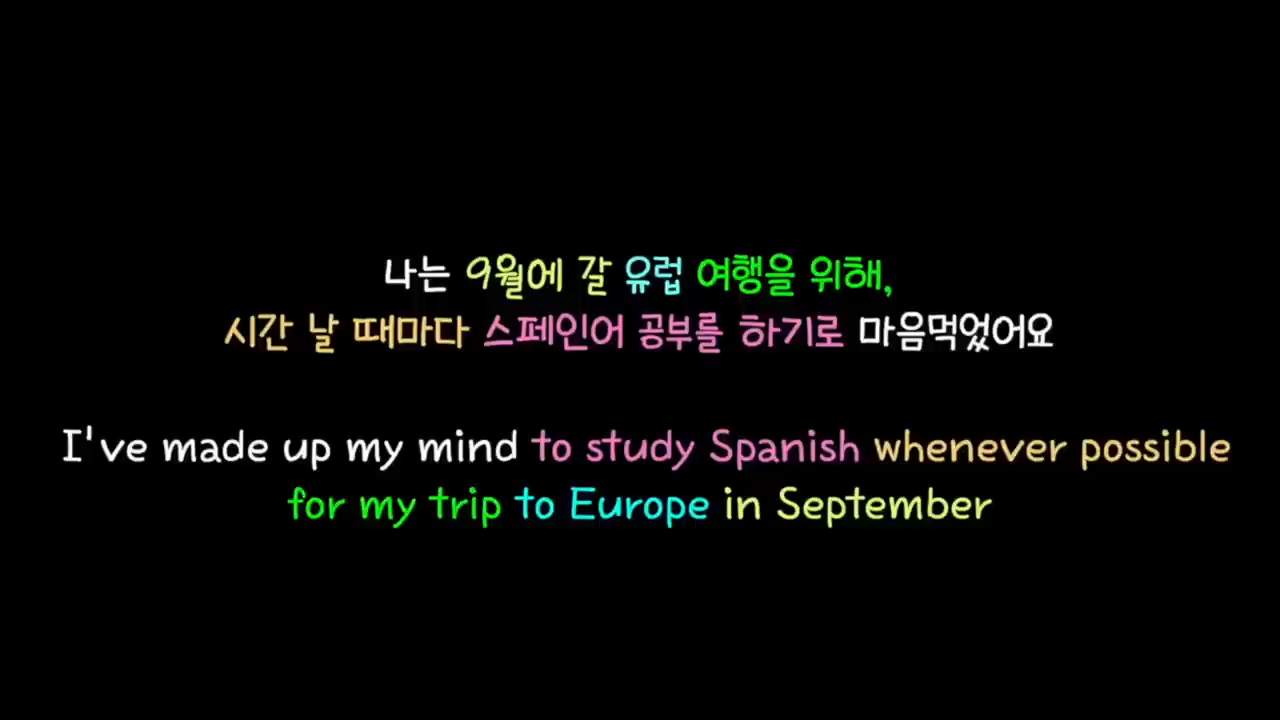 나는 9월에 갈 유럽 여행을 위해,
시간 날 때마다 스페인어 공부를 하기로 마음먹었어요
I've made up my mind to study Spanish whenever possible
for my trip to Europe in September